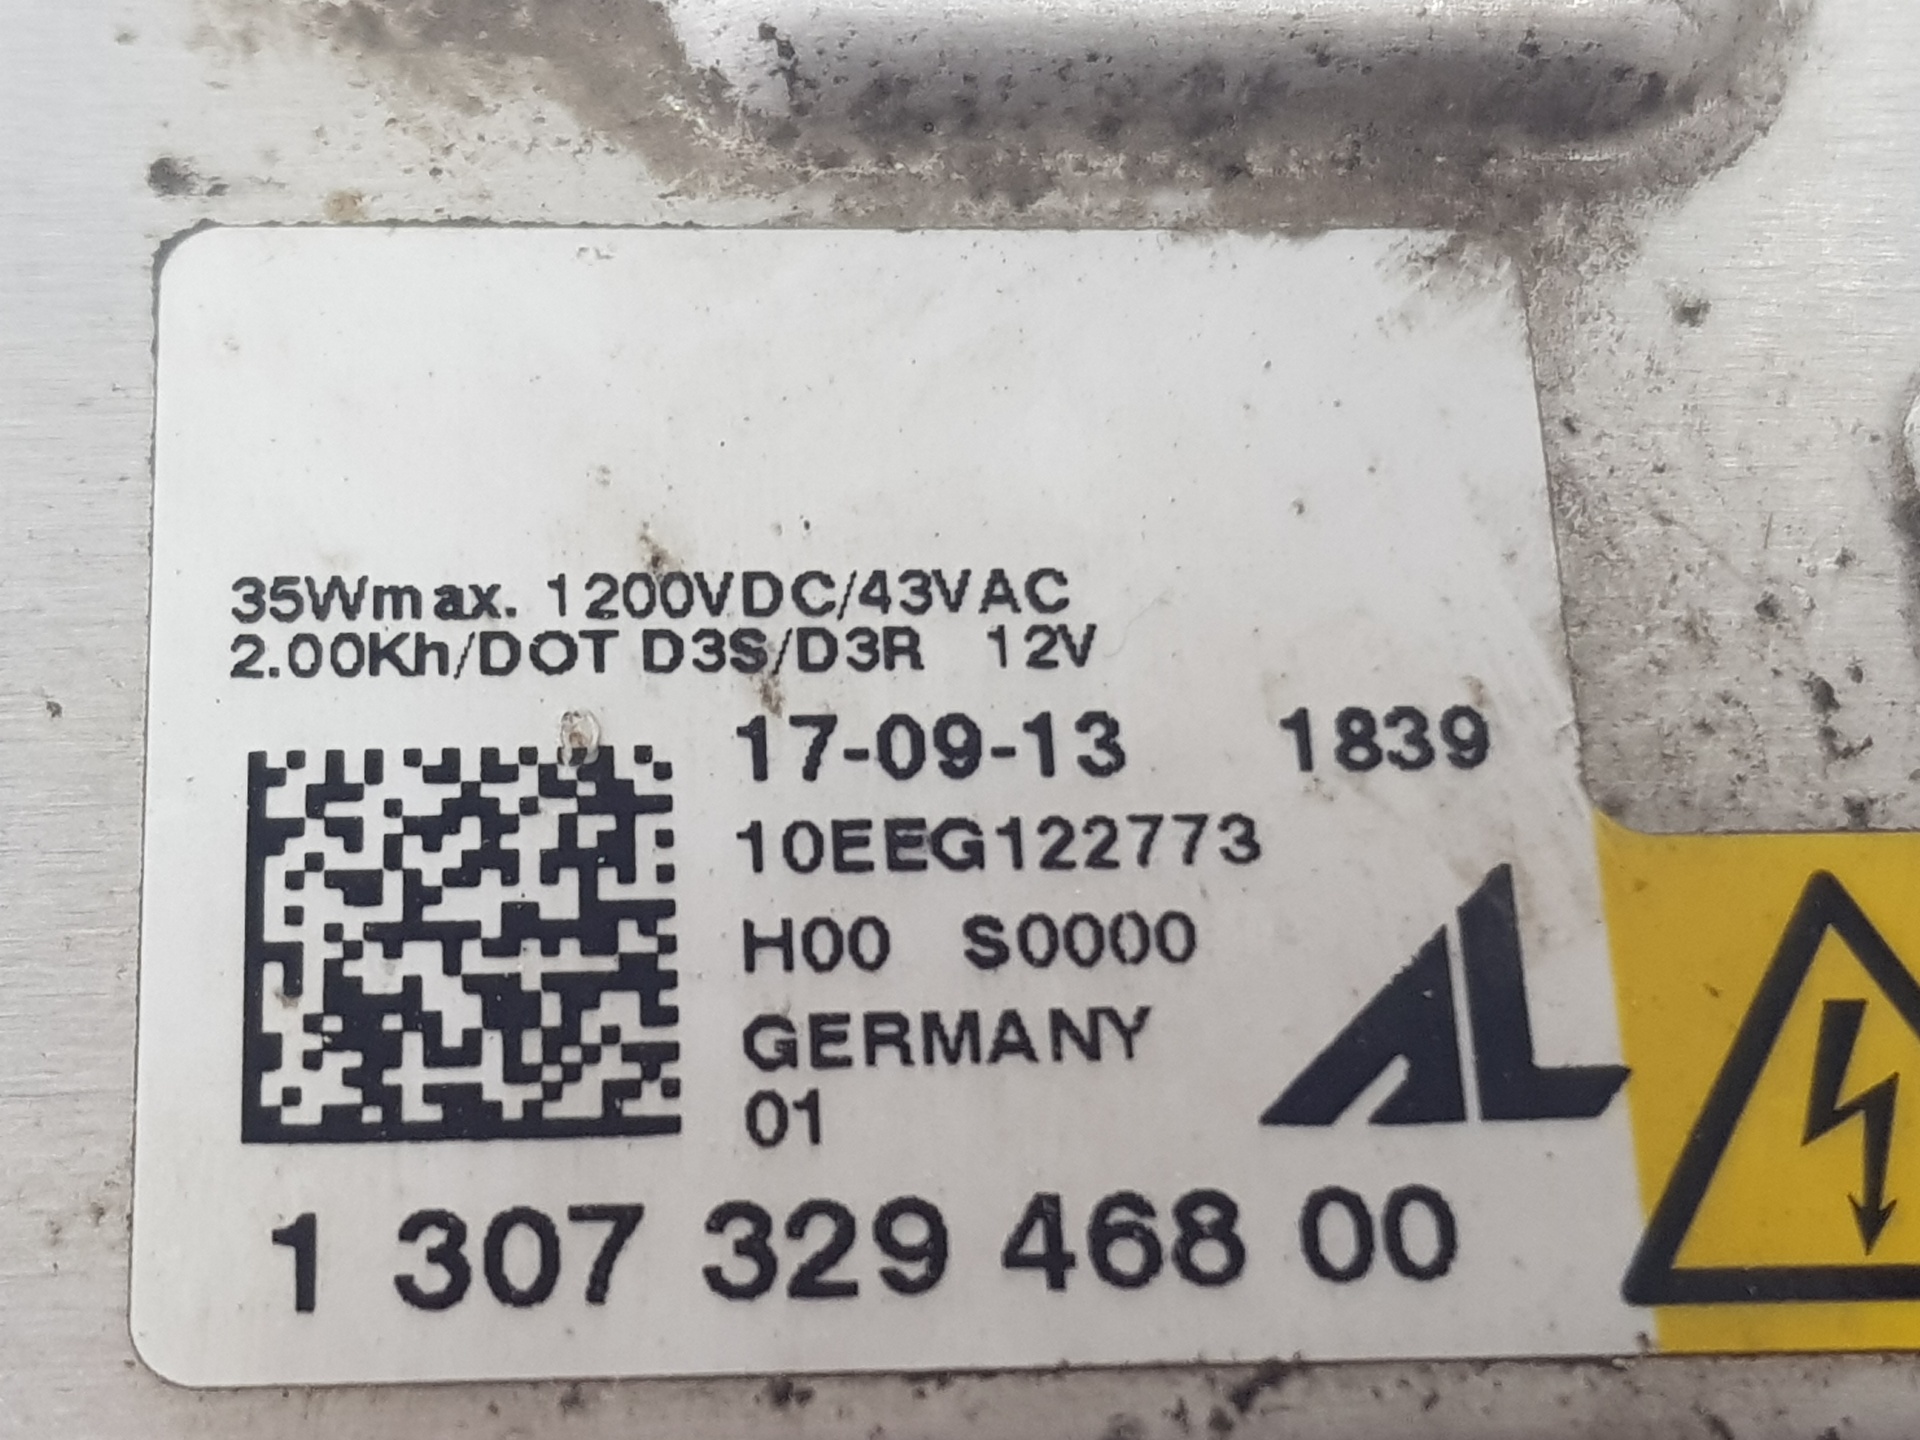 35Wmax. 1200VDC/43VAC
2.00Kh/DOT D3S/D3R 12V
17-09-13 1839
10EEG122773
H00 S0000
GERMANY
01
AL
1 307 329 468 00